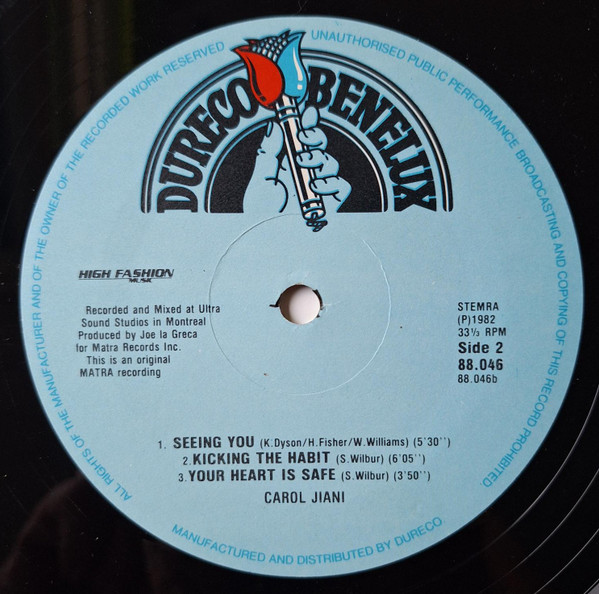 ALL RIGHTS OF THE MANUFACTURER AND OF THE OWNER OF THE RECORDED WORK RESERVED
UNAUTHORISED PUBLIC PERFORMANCE BROADCASTING AND COPYING OF THIS RECORD PROHIBITED
DURECO BENELUX
HIGH FASHION
MUSIC
Recorded and Mixed at Ultra
Sound Studios in Montreal
Produced by Joe la Greca
for Matra Records Inc.
This is an original
MATRA recording
STEMRA
(P)1982
33⅓ RPM
Side 2
88.046
88.046b
1. SEEING YOU (K.Dyson/H.Fisher/W.Williams) (5'30'')
2.KICKING THE HABIT (S.Wilbur) (6'05'')
3.YOUR HEART IS SAFE (S.Wilbur) (3'50'')
CAROL JIANI
MANUFACTURED AND DISTRIBUTED BY DURECO